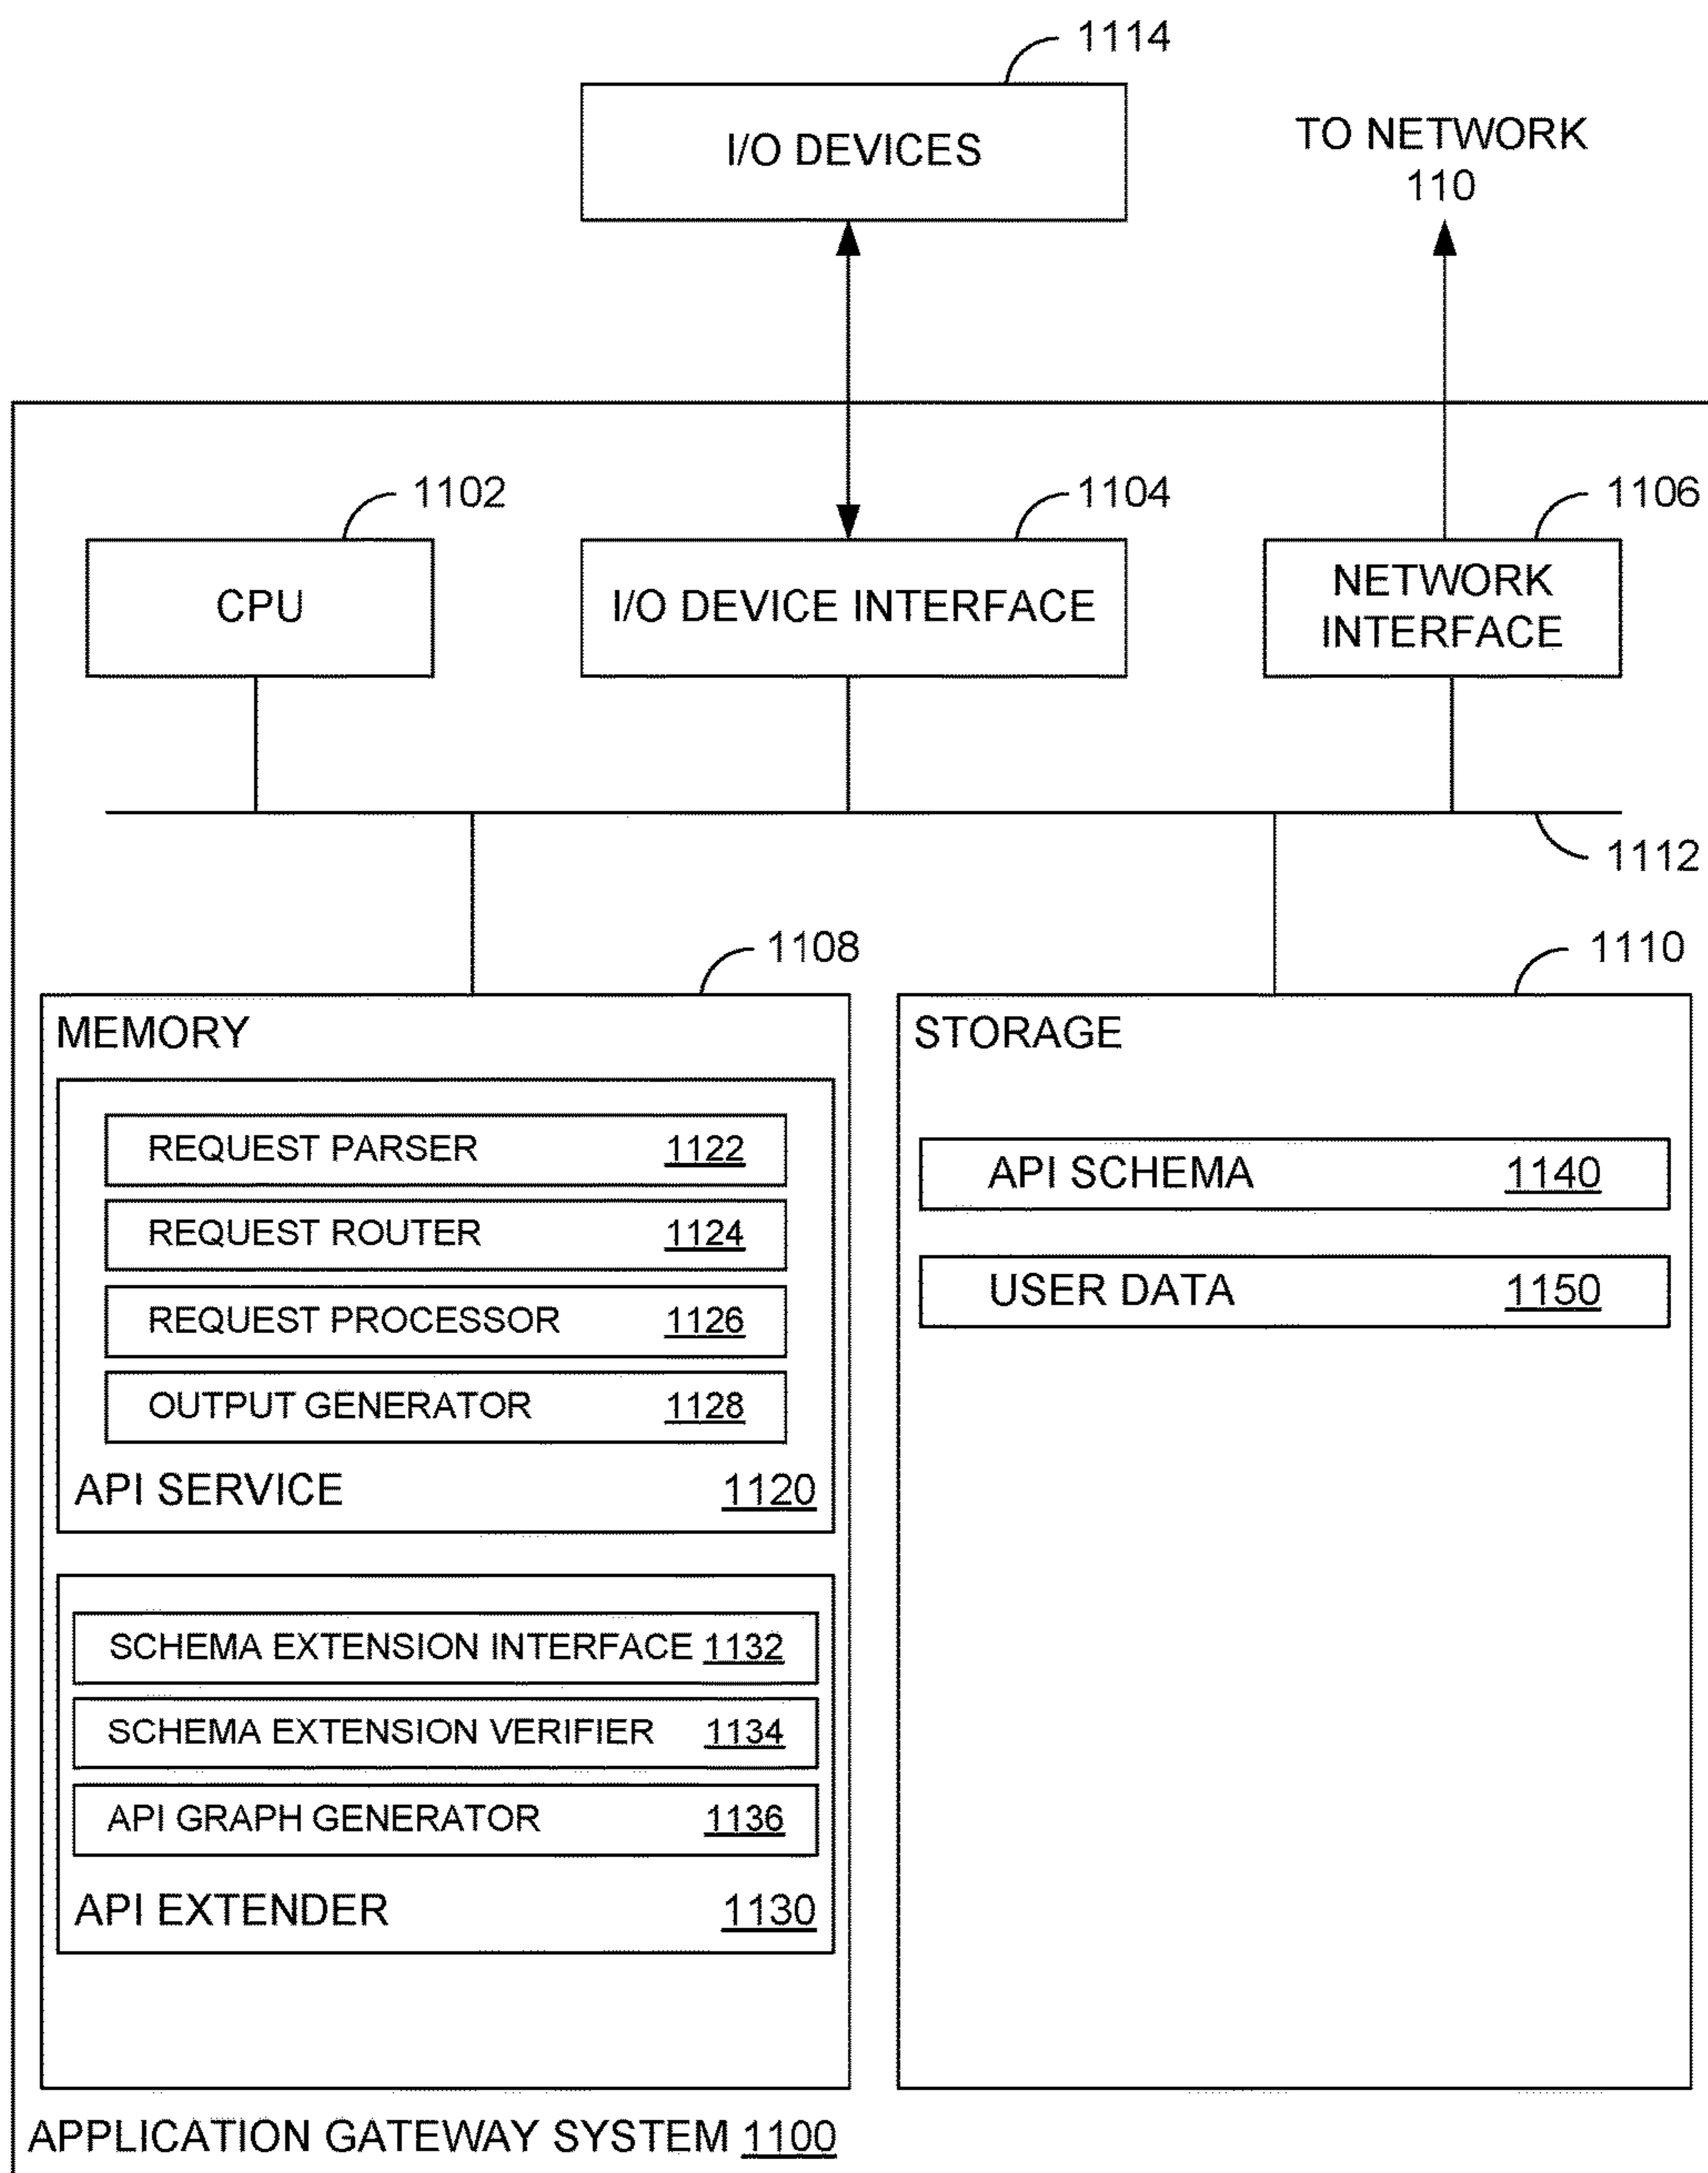 1114
I/O DEVICES
TO NETWORK
110
1102
1104
1106
CPU
I/O DEVICE INTERFACE
NETWORK
INTERFACE
1112
1108
1110
MEMORY
REQUEST PARSER 1122
REQUEST ROUTER 1124
REQUEST PROCESSOR 1126
OUTPUT GENERATOR 1128
API SERVICE 1120
SCHEMA EXTENSION INTERFACE 1132
SCHEMA EXTENSION VERIFIER 1134
API GRAPH GENERATOR 1136
API EXTENDER 1130
STORAGE
API SCHEMA 1140
USER DATA 1150
APPLICATION GATEWAY SYSTEM 1100